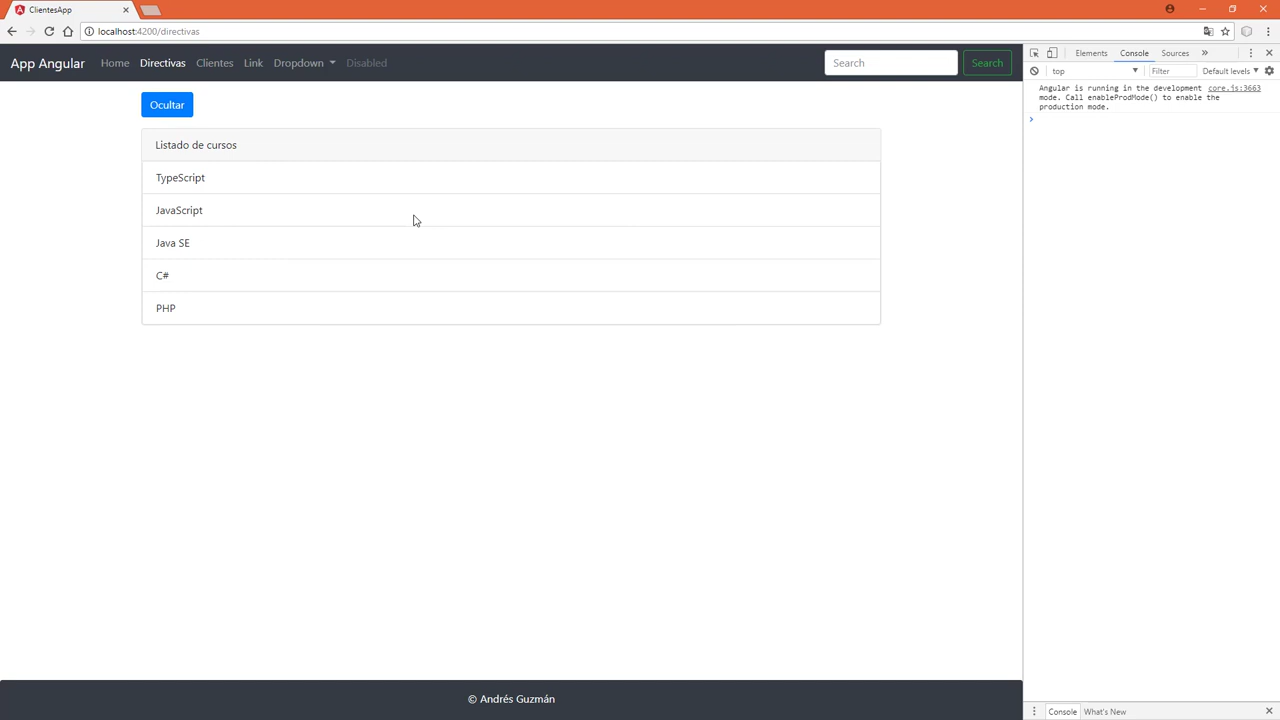 ClientesApp
localhost:4200/directivas
App Angular Home Directivas Clientes Link Dropdown Disabled Search Search
Elements Console Sources »
top Filter Default levels
Angular is running in the development core.js:3663
mode. Call enableProdMode() to enable the
production mode.
Ocultar
Listado de cursos
TypeScript
JavaScript
Java SE
C#
PHP
© Andrés Guzmán
Console What's New